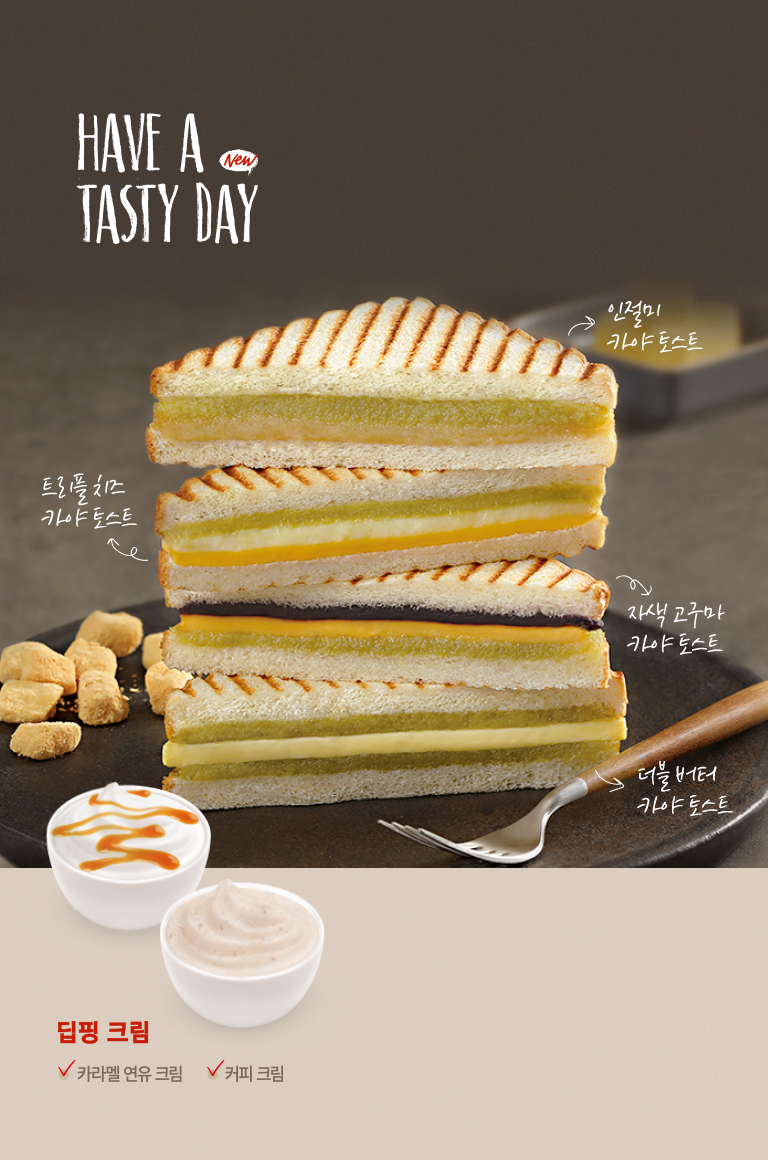 HAVE A
New
TASTY DAY
인절미
카야 토스트
트리플 치즈
카야 토스트
자색 고구마
카야 토스트
더블 버터
카야 토스트
딥핑 크림
카라멜 연유 크림
커피 크림